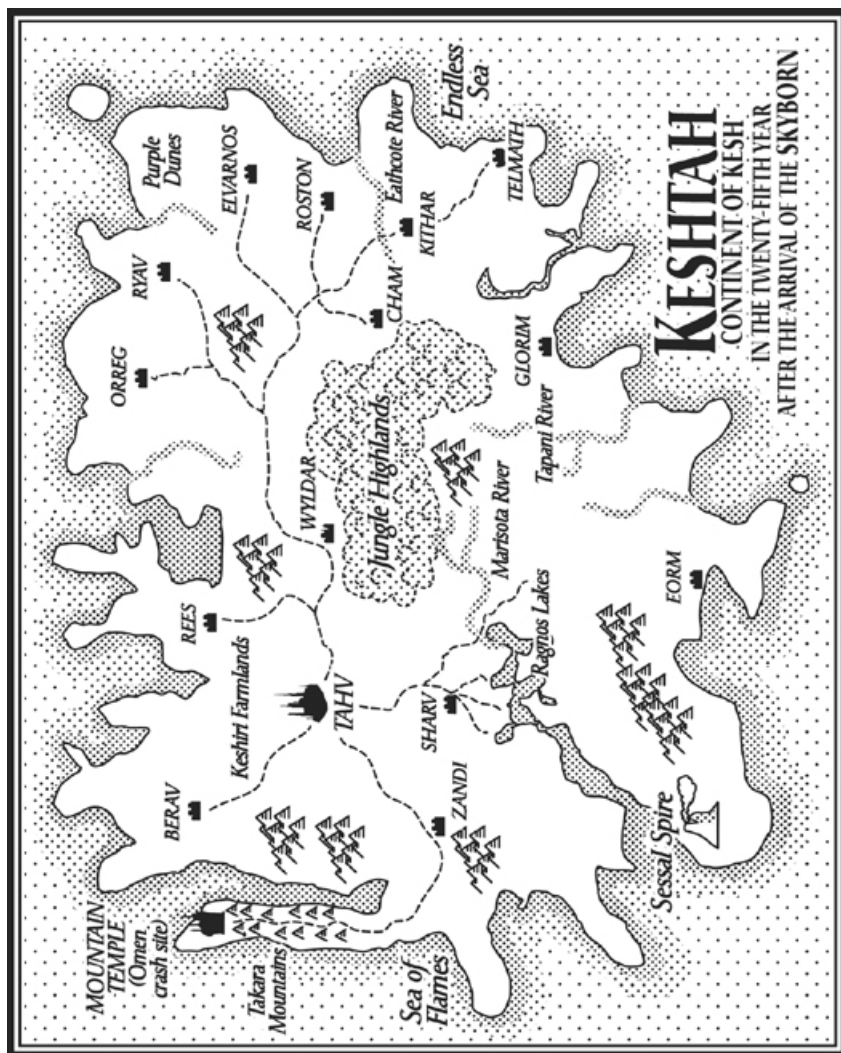 MOUNTAIN
TEMPLE
(Omen
crash site)
ORREG
RYAV
Purple
Dunes
BERAV
REES
ELVARNOS
Keshiri Farmlands
Takara
Mountains
WYLDAR
ROSTON
TAHV
Jungle Highlands
CHAM
Eathcote River
KITHAR
Sea of
Flames
SHARV
ZANDI
Endless
Sea
Marisota River
TELMATH
GLORIM
Ragnos Lakes
Tapani River
Sessal Spire
EORM
KESHTAH
CONTINENT OF KESH
IN THE TWENTY-FIFTH YEAR
AFTER THE ARRIVAL OF THE SKYBORN